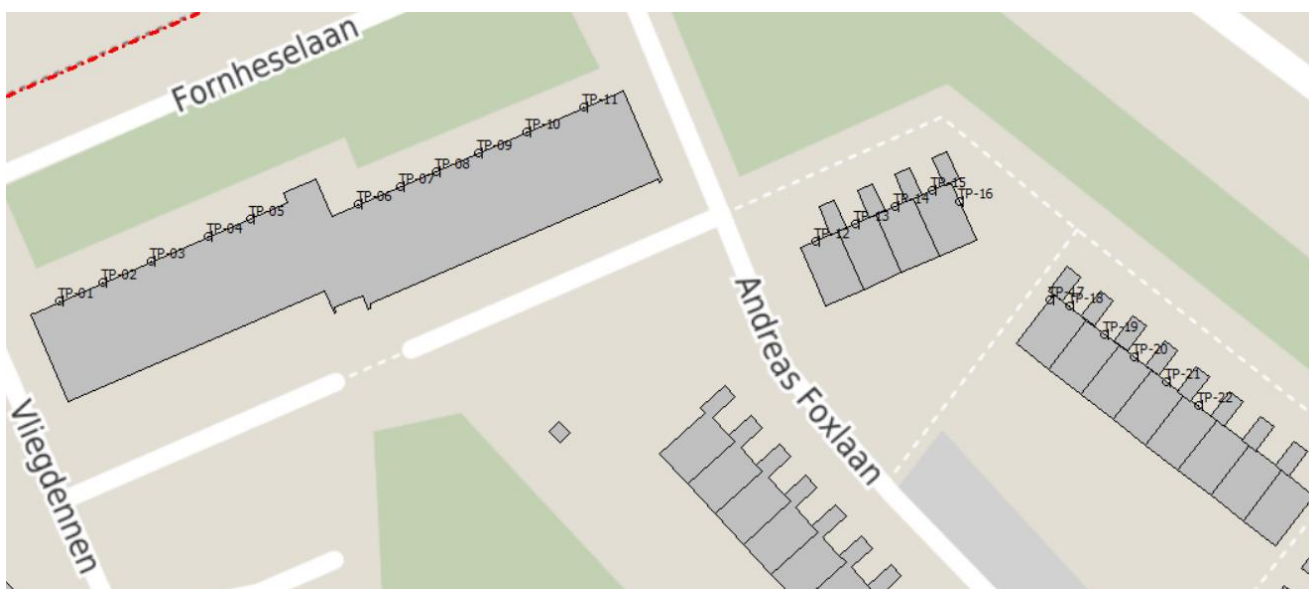 Fornheselaan
TP-11
TP-10
TP-09
TP-08
TP-07
TP-06
TP-05
TP-04
TP-03
TP-02
TP-01
TP-12
TP-13
TP-14
TP-15
TP-16
TP-17
TP-18
TP-19
TP-20
TP-21
TP-22
Andreas Foxlaan
Vliegdennen